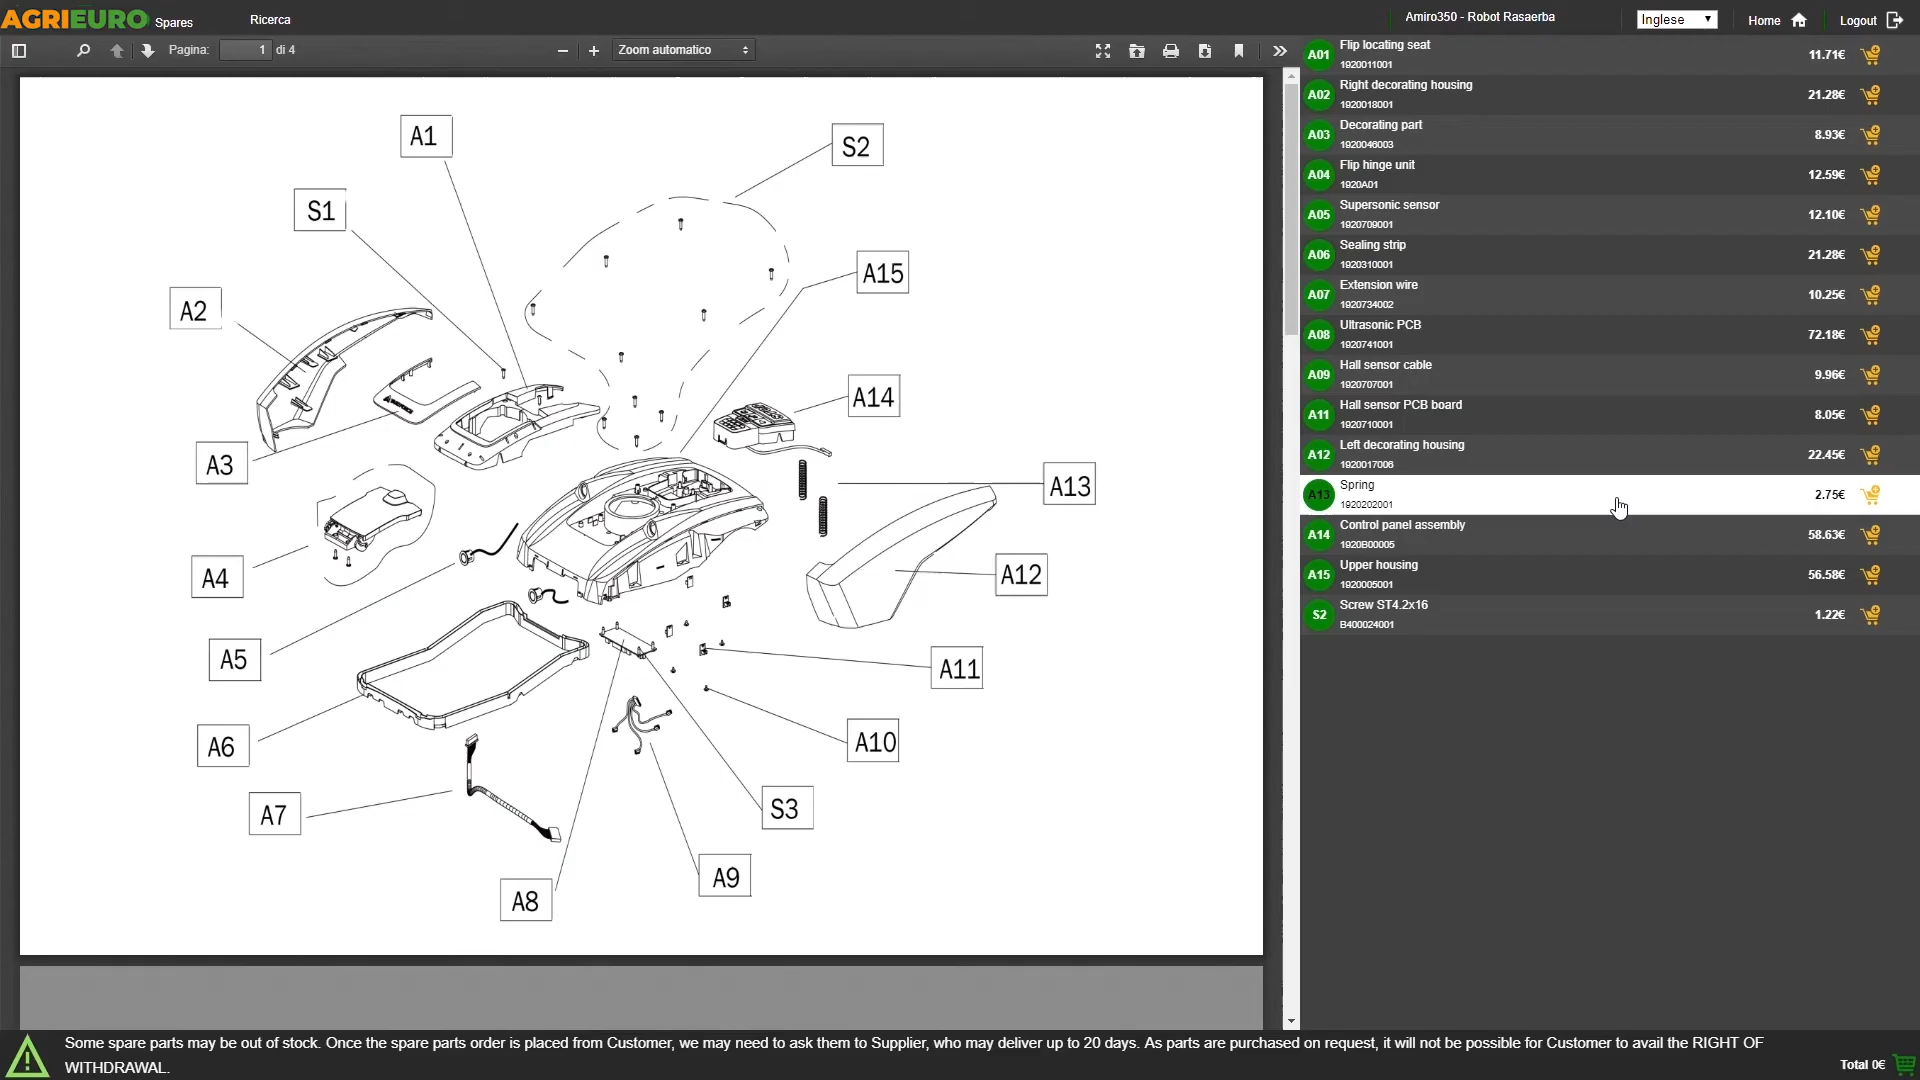 AGRIEURO Spares
Ricerca
Amiro350 - Robot Rasaerba
Inglese
Home
Logout
Pagina: 1 di 4
Zoom automatico
A1
S2
S1
A15
A2
A14
A3
A13
A4
A12
A5
A11
A6
A10
A7
S3
A9
A8
A01 Flip locating seat 11.71€
1920011001
A02 Right decorating housing 21.28€
1920018001
A03 Decorating part 8.93€
1920046003
A04 Flip hinge unit 12.59€
1920A01
A05 Supersonic sensor 12.10€
1920709001
A06 Sealing strip 21.28€
1920310001
A07 Extension wire 10.25€
1920734002
A08 Ultrasonic PCB 72.18€
1920741001
A09 Hall sensor cable 9.96€
1920707001
A11 Hall sensor PCB board 8.05€
1920710001
A12 Left decorating housing 22.45€
1920017006
A13 Spring 2.75€
1920202001
A14 Control panel assembly 58.63€
1920B00005
A15 Upper housing 56.58€
1920005001
S2 Screw ST4.2x16 1.22€
B400024001
Some spare parts may be out of stock. Once the spare parts order is placed from Customer, we may need to ask them to Supplier, who may deliver up to 20 days. As parts are purchased on request, it will not be possible for Customer to avail the RIGHT OF
WITHDRAWAL.
Total 0€